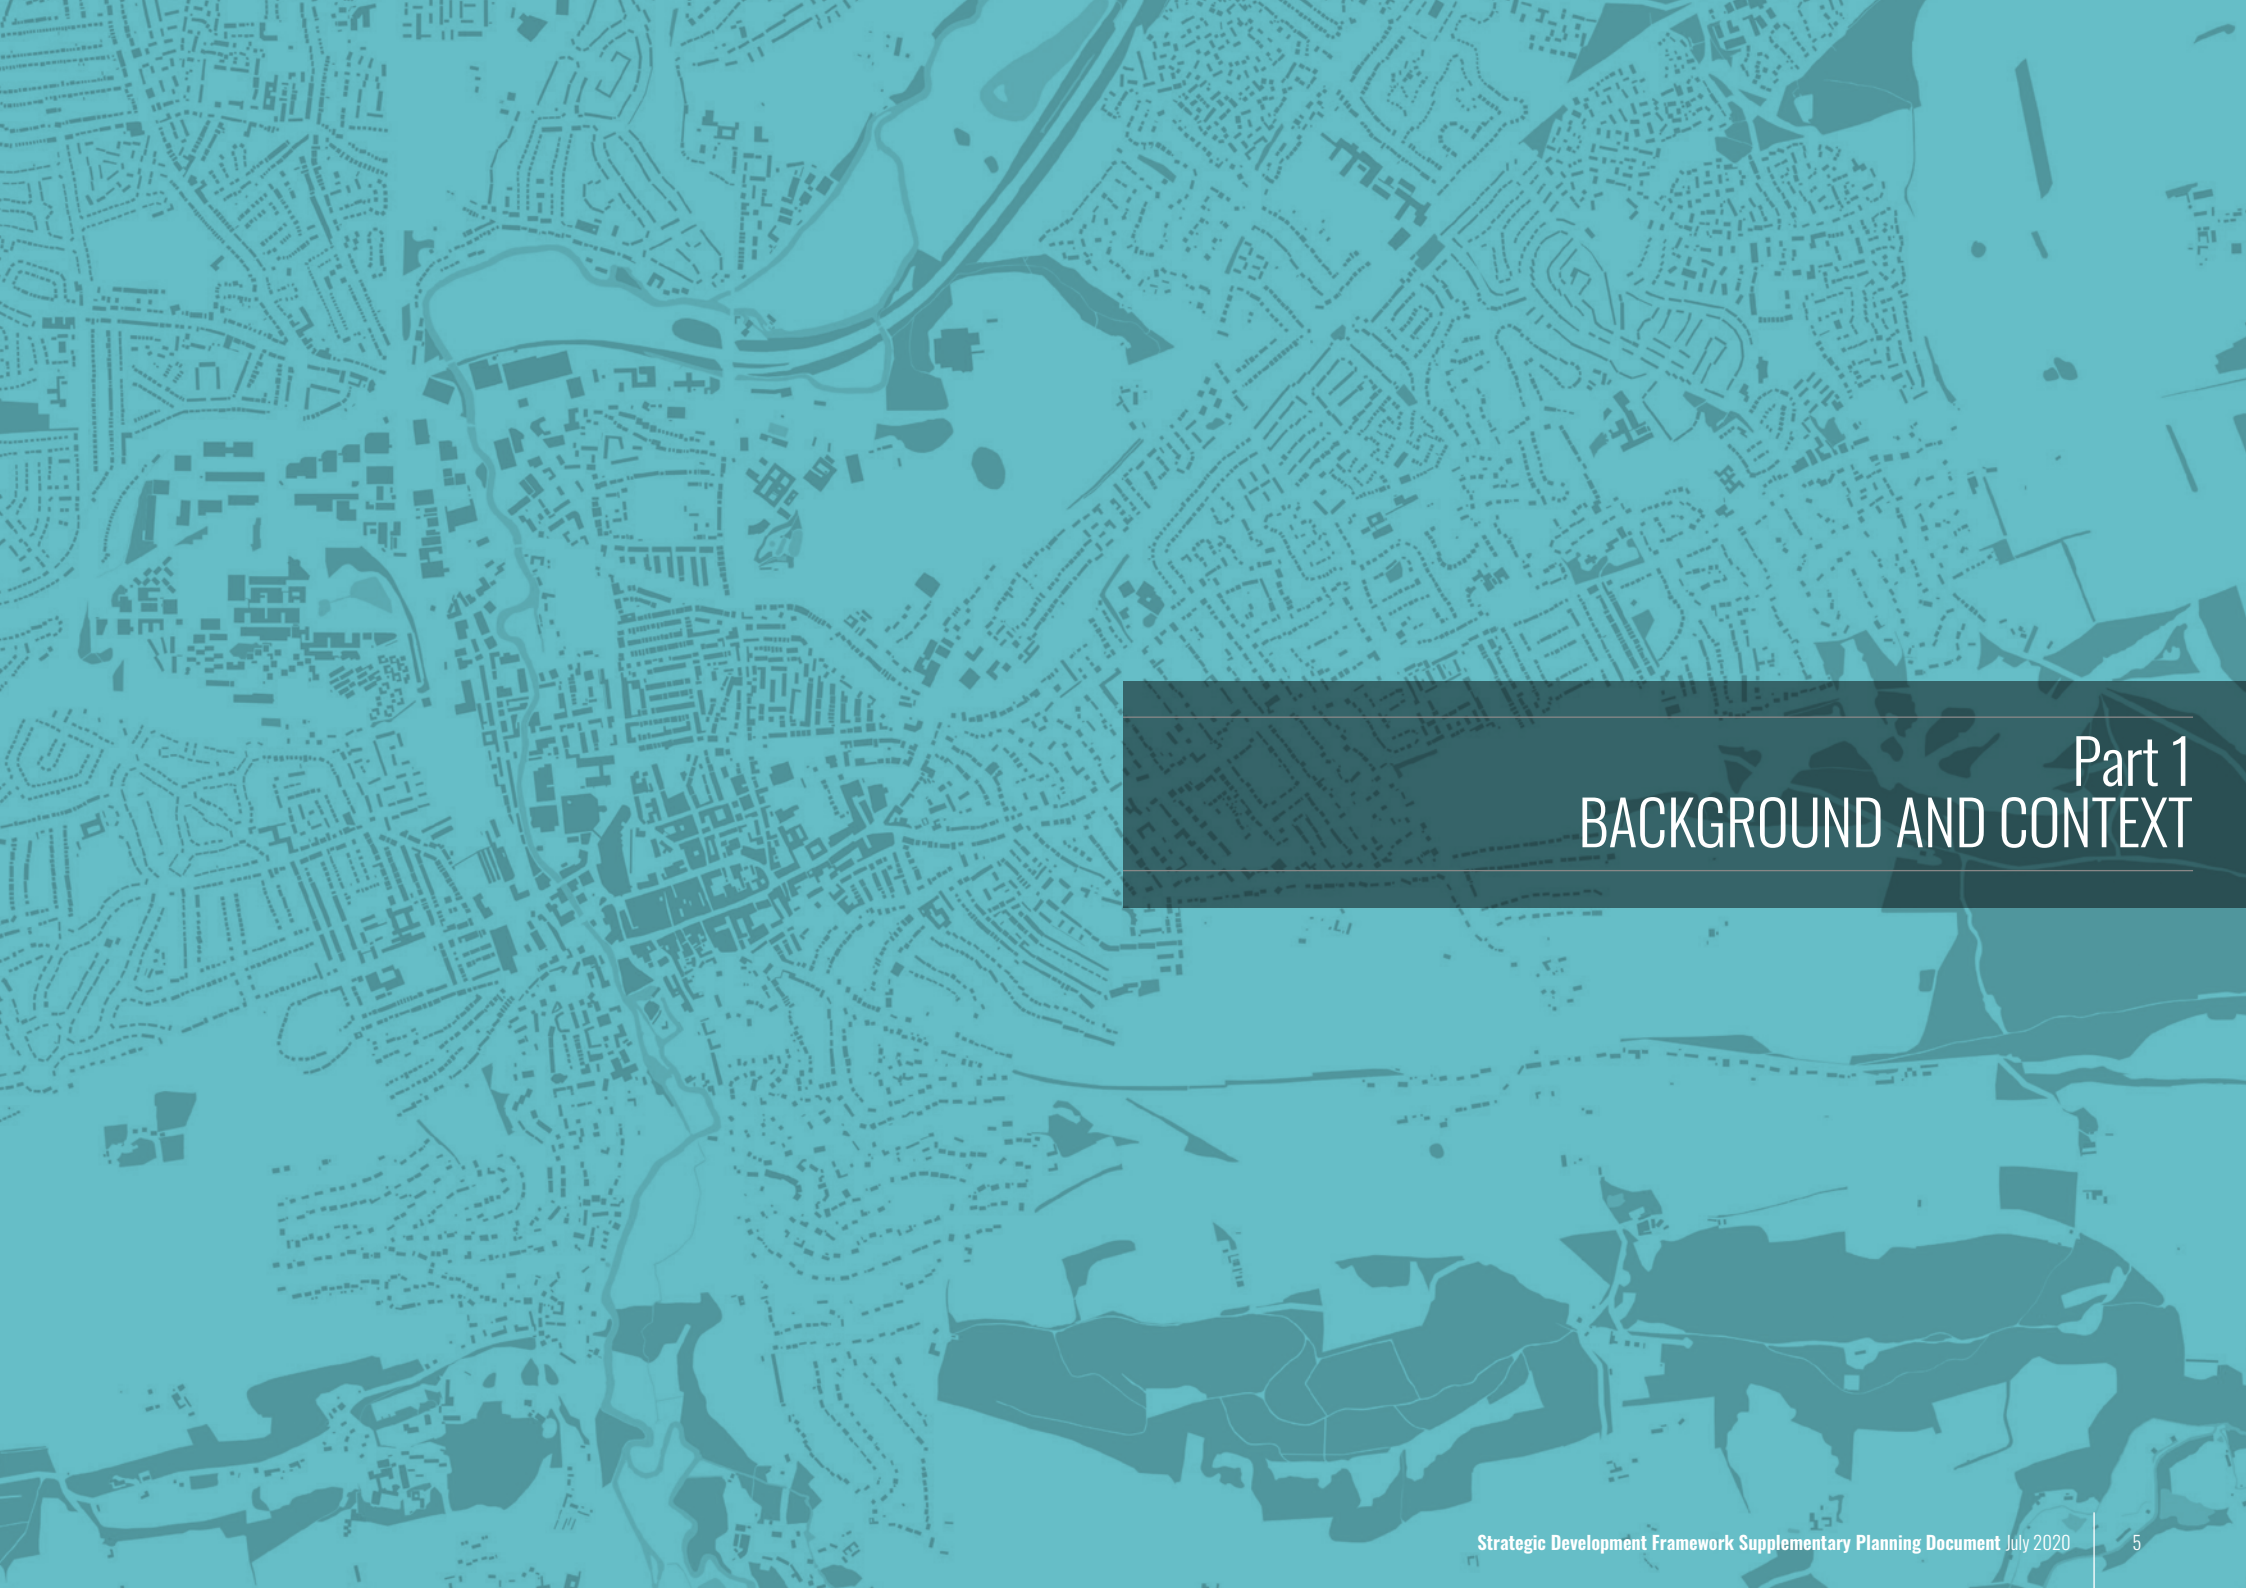 Part 1
BACKGROUND AND CONTEXT
Strategic Development Framework Supplementary Planning Document July 2020 5